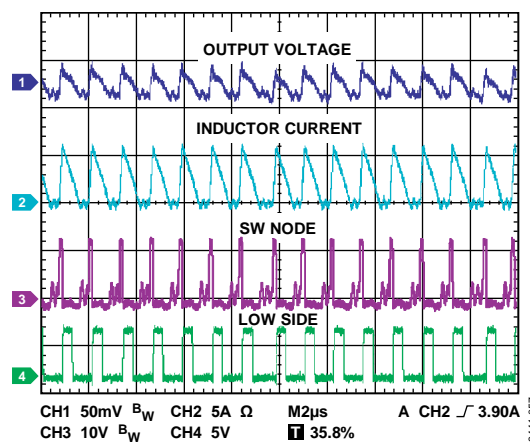 OUTPUT VOLTAGE
1
INDUCTOR CURRENT
2
SW NODE
3
LOW SIDE
4
CH1 50mV BW CH2 5A Ω M2µs A CH2 3.90A
CH3 10V BW CH4 5V T 35.8%